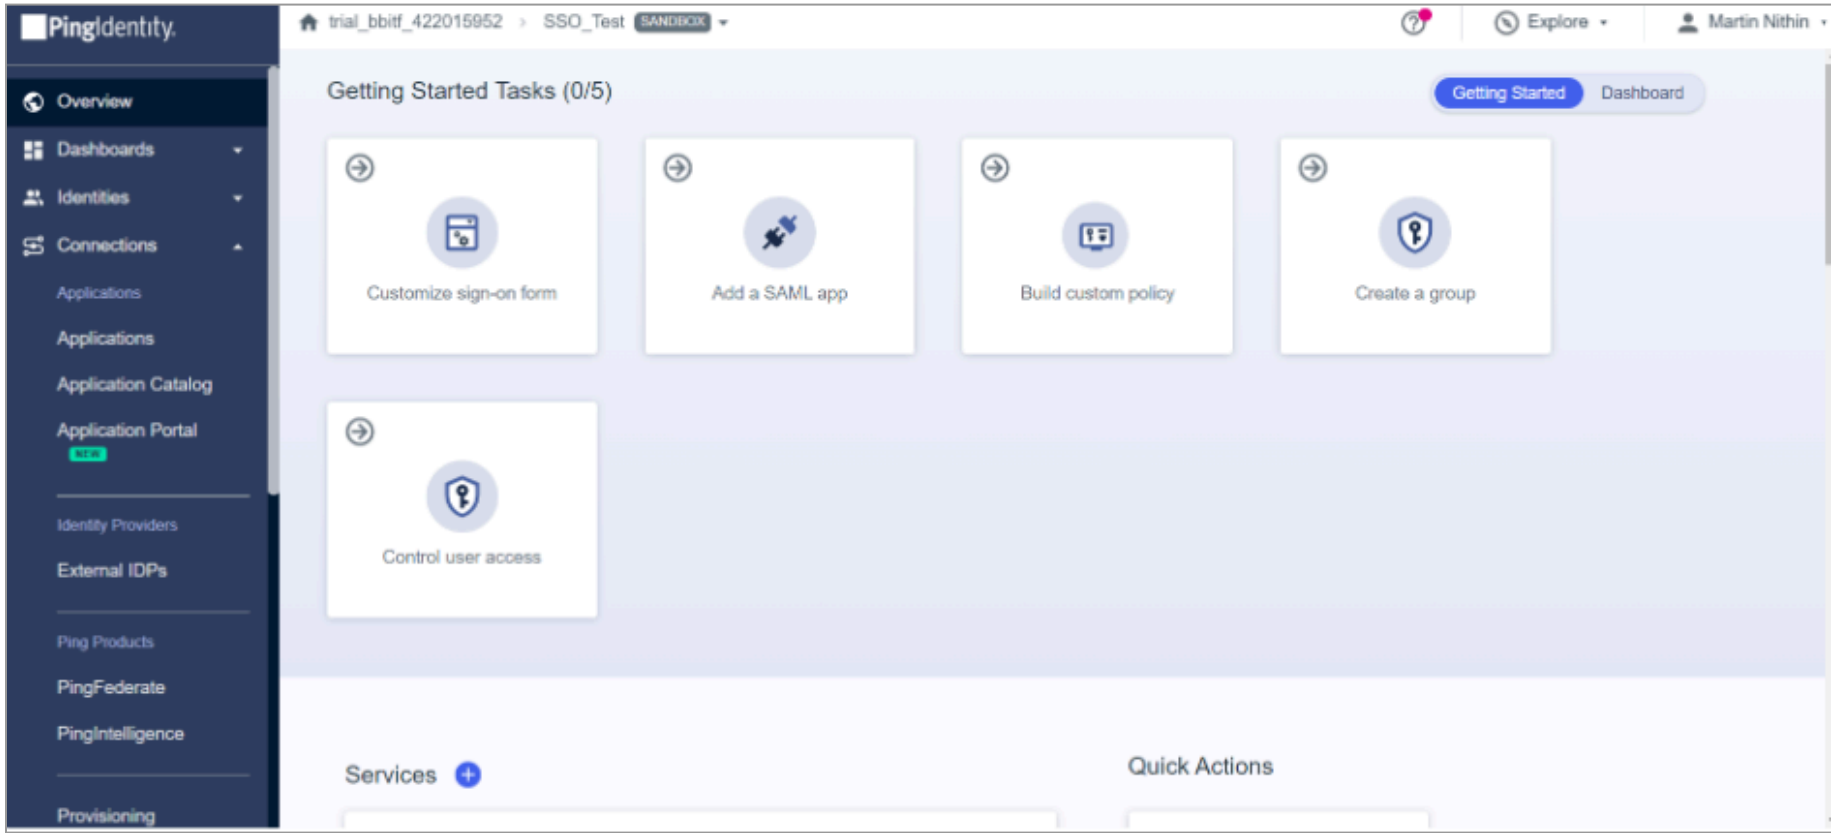 PingIdentity.
trial_bbitf_422015952 > SSO_Test SANDBOX
Explore
Martin Nithin
Overview
Dashboards
Identities
Connections
Applications
Applications
Application Catalog
Application Portal
NEW
Identity Providers
External IDPs
Ping Products
PingFederate
PingIntelligence
Provisioning
Getting Started Tasks (0/5)
Getting Started Dashboard
Customize sign-on form
Add a SAML app
Build custom policy
Create a group
Control user access
Services
Quick Actions